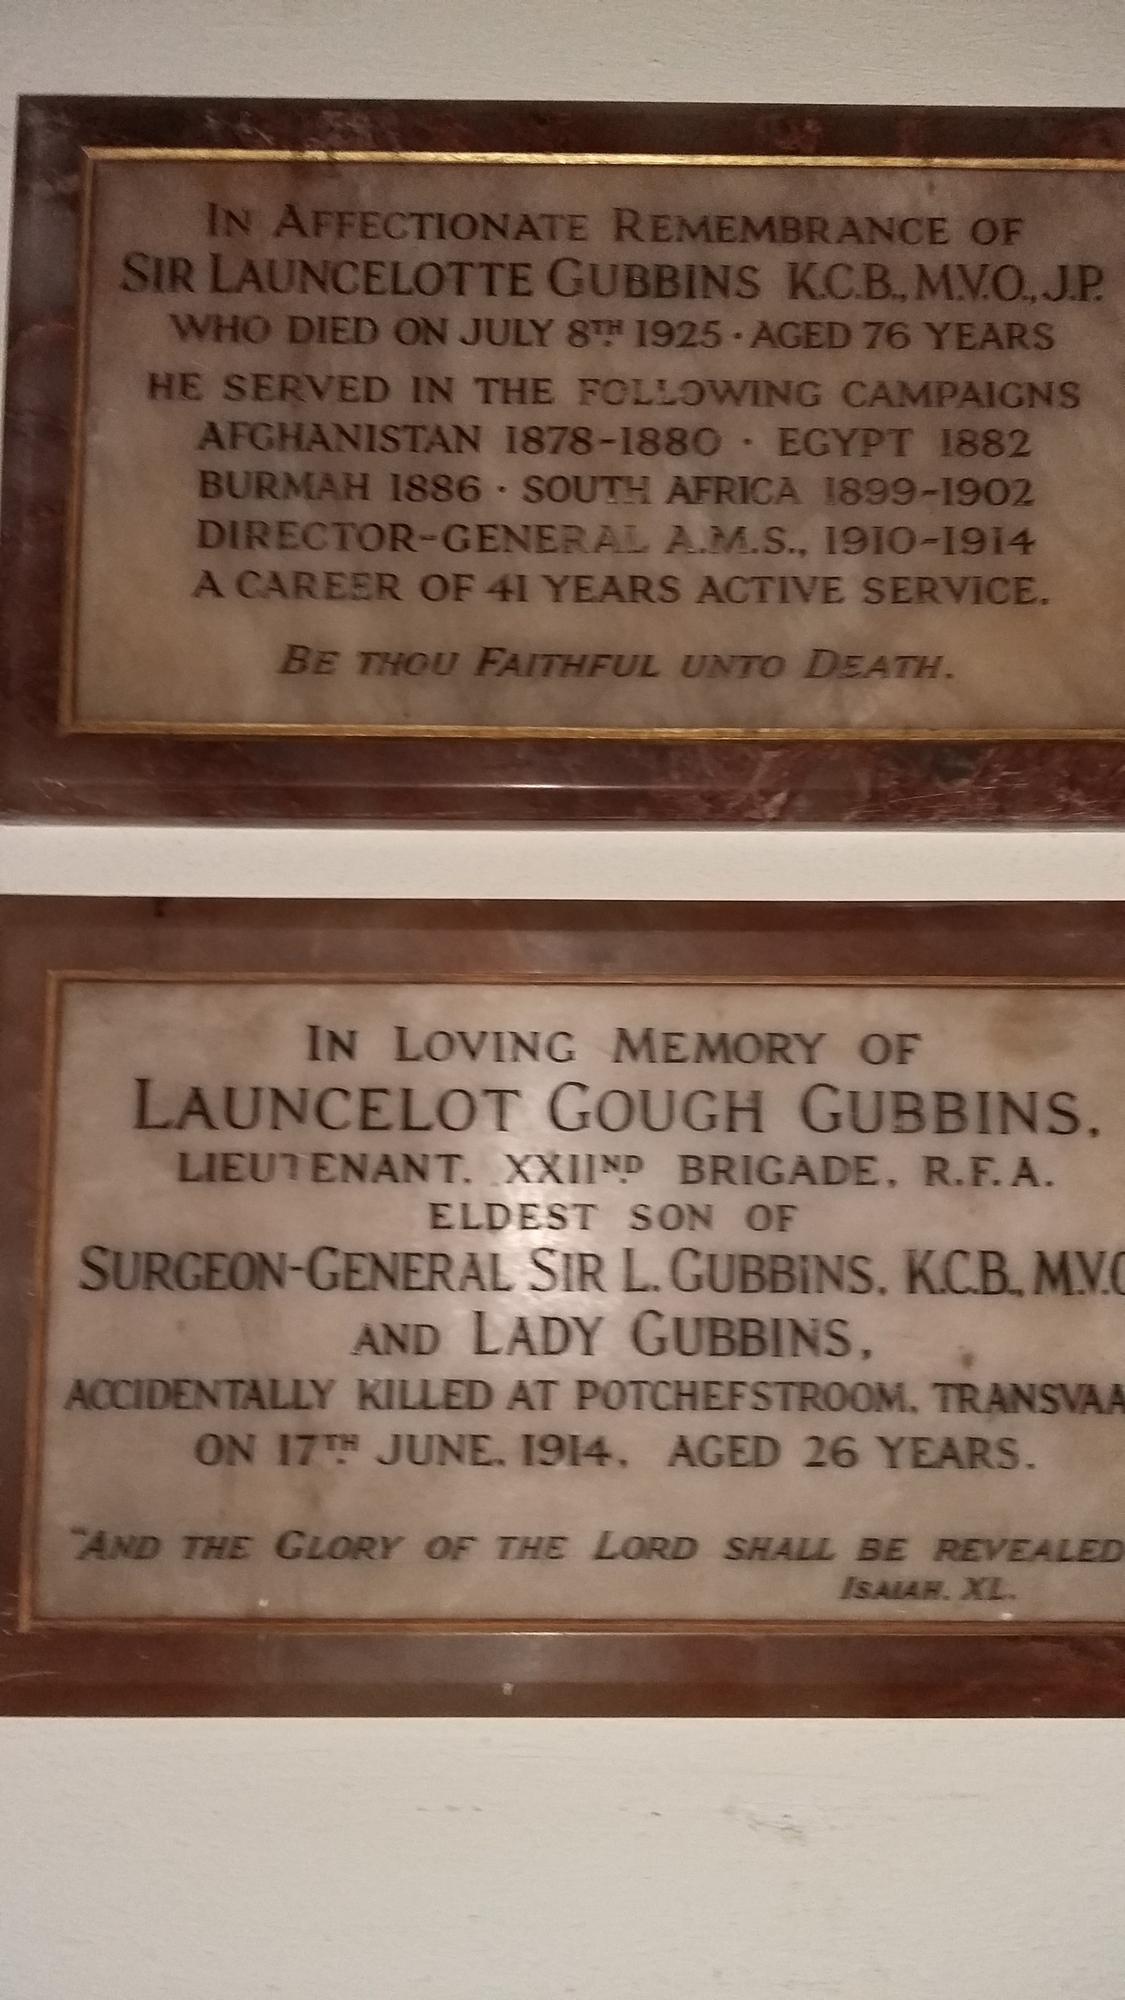 IN AFFECTIONATE REMEMBRANCE OF
SIR LAUNCELOTTE GUBBINS K.C.B., M.V.O., J.P.
WHO DIED ON JULY 8TH 1925 · AGED 76 YEARS
HE SERVED IN THE FOLLOWING CAMPAIGNS
AFGHANISTAN 1878-1880 · EGYPT 1882
BURMAH 1886 · SOUTH AFRICA 1899-1902
DIRECTOR-GENERAL A.M.S., 1910-1914
A CAREER OF 41 YEARS ACTIVE SERVICE.
BE THOU FAITHFUL UNTO DEATH.
IN LOVING MEMORY OF
LAUNCELOT GOUGH GUBBINS,
LIEUTENANT, XXIIND BRIGADE, R.F.A.
ELDEST SON OF
SURGEON-GENERAL SIR L. GUBBINS, K.C.B., M.V.O
AND LADY GUBBINS,
ACCIDENTALLY KILLED AT POTCHEFSTROOM, TRANSVAA
ON 17TH JUNE, 1914, AGED 26 YEARS.
"AND THE GLORY OF THE LORD SHALL BE REVEALED
ISAIAH. XL.